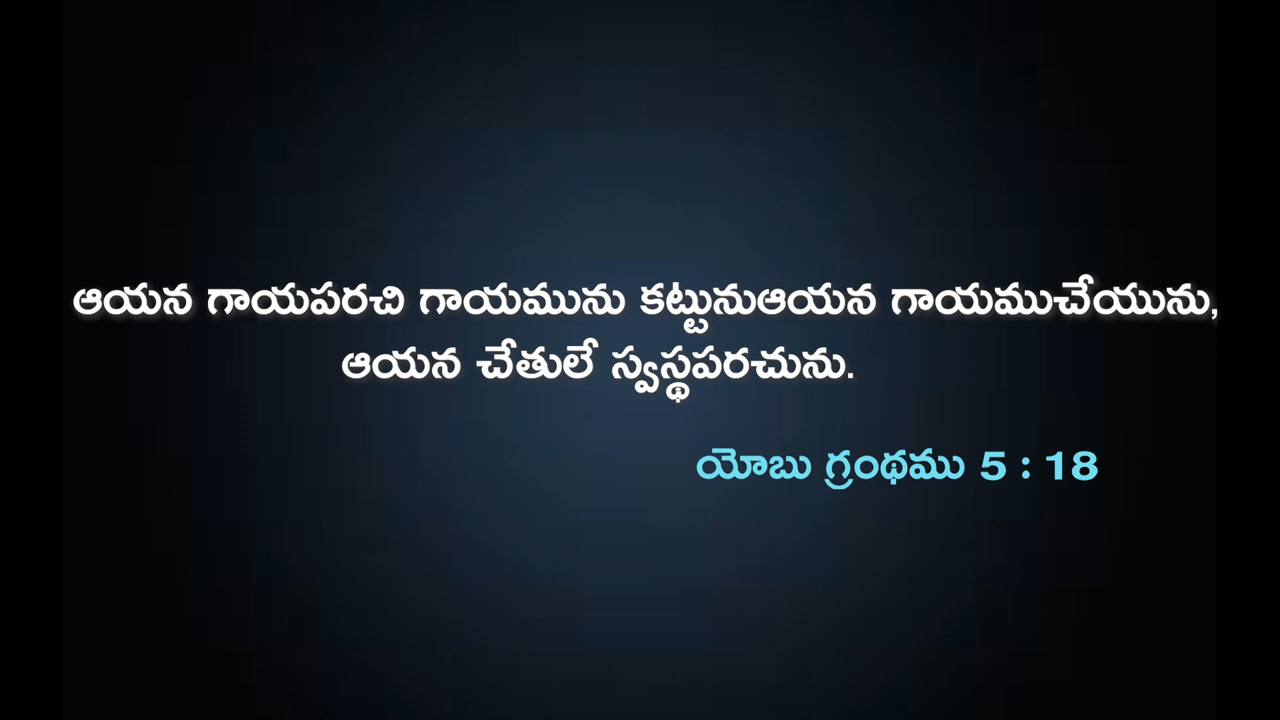 ఆయన గాయపరచి గాయమును కట్టునుఆయన గాయముచేయును,
ఆయన చేతులే స్వస్థపరచును.
యోబు గ్రంథము 5 : 18